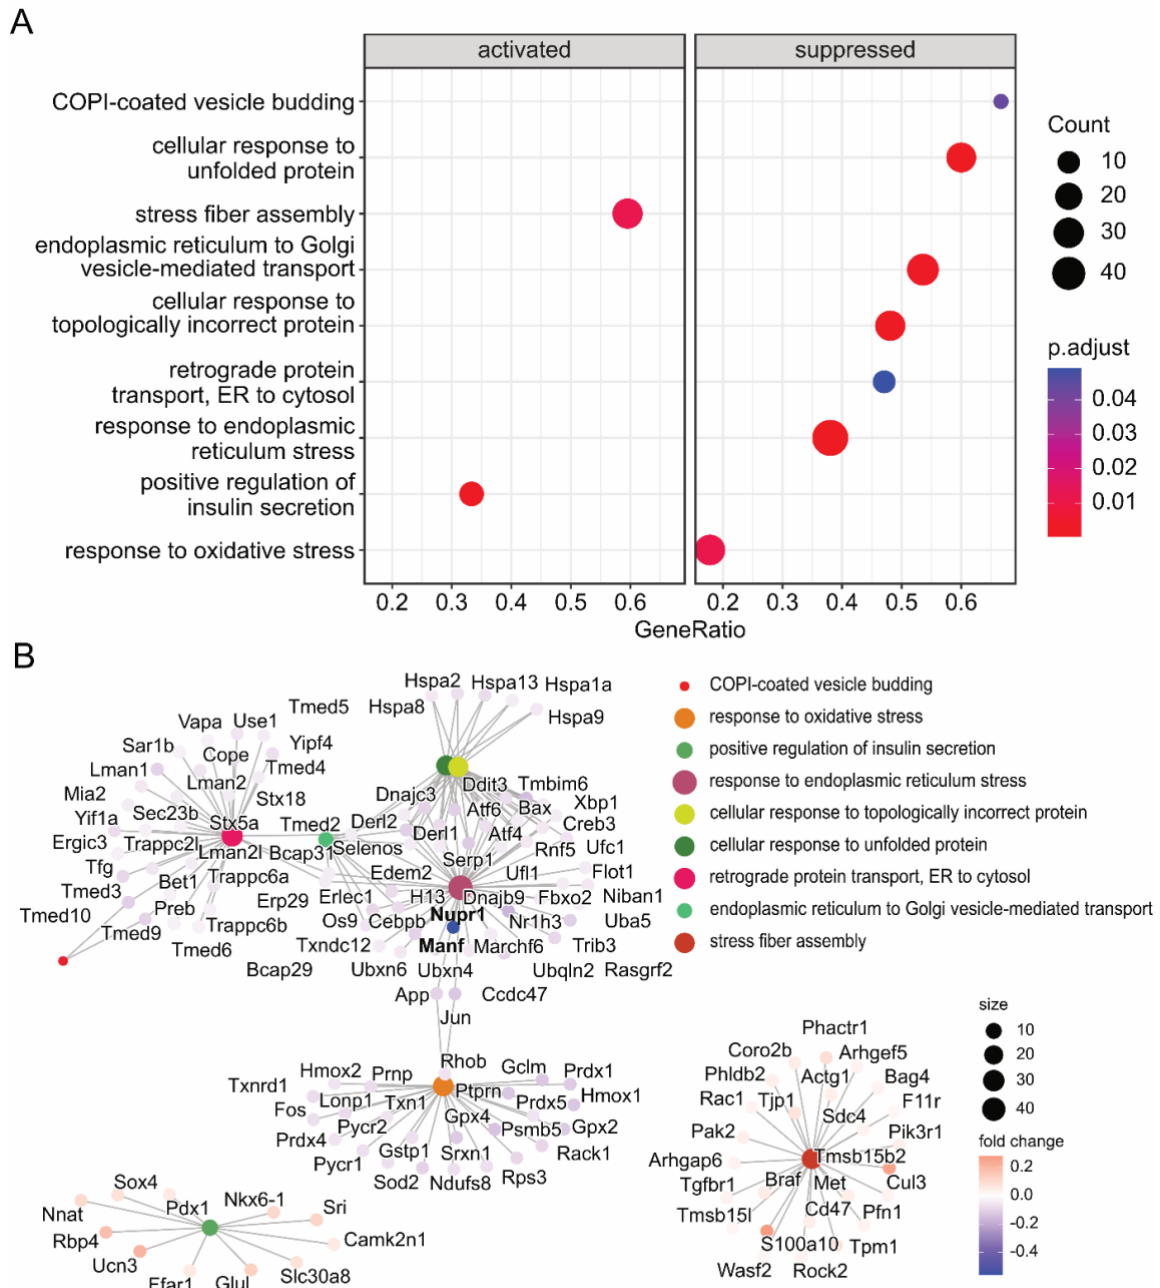 A
activated
suppressed
COPI-coated vesicle budding
cellular response to
unfolded protein
stress fiber assembly
endoplasmic reticulum to Golgi
vesicle-mediated transport
cellular response to
topologically incorrect protein
retrograde protein
transport, ER to cytosol
response to endoplasmic
reticulum stress
positive regulation of
insulin secretion
response to oxidative stress
0.2 0.3 0.4 0.5 0.6
0.2 0.3 0.4 0.5 0.6
GeneRatio
Count
10
20
30
40
p.adjust
0.04
0.03
0.02
0.01
B
Hspa2 Hspa13 Hspa1a
Tmed5 Hspa8 Hspa9
Vapa Use1
Sar1b Cope Yipf4
Lman1 Lman2 Tmed4
Mia2 Stx18
Yif1a Sec23b Stx5a Tmed2
Ergic3 Trappc2l Lman2l Bcap31
Tfg Bet1 Trappc6a
Tmed3 Preb Erp29
Tmed10 Tmed9 Trappc6b
Tmed6
Bcap29
Ddit3 Tmbim6
Dnajc3 Atf6 Bax Xbp1
Derl2 Derl1 Atf4 Creb3
Selenos Serp1 Rnf5 Ufc1
Edem2 Ufl1 Flot1
Erlec1 H13 Dnajb9 Fbxo2 Niban1
Os9 Cebpb Nupr1 Nr1h3 Uba5
Txndc12 Manf Marchf6 Trib3
Ubxn6 Ubxn4 Ubqln2 Rasgrf2
App Ccdc47
Jun
Rhob
Hmox2 Prnp Gclm Prdx1
Txnrd1 Lonp1 Txn1 Ptprn Prdx5 Hmox1
Fos Pycr2 Gpx4 Psmb5 Gpx2
Prdx4 Gstp1 Srxn1 Rack1
Pycr1 Sod2 Ndufs8 Rps3
Sox4
Nnat Pdx1 Nkx6-1 Sri
Rbp4 Camk2n1
Ucn3 Slc30a8
Efar1 Glul
COPI-coated vesicle budding
response to oxidative stress
positive regulation of insulin secretion
response to endoplasmic reticulum stress
cellular response to topologically incorrect protein
cellular response to unfolded protein
retrograde protein transport, ER to cytosol
endoplasmic reticulum to Golgi vesicle-mediated transport
stress fiber assembly
Phactr1
Coro2b Arhgef5
Phldb2 Actg1 Bag4
Rac1 Tjp1 Sdc4 F11r
Pak2 Pik3r1
Arhgap6 Tmsb15b2
Tgfbr1 Braf Met Cul3
Tmsb15l Cd47 Pfn1
S100a10 Tpm1
Wasf2 Rock2
size
10
20
30
40
fold change
0.2
0.0
-0.2
-0.4